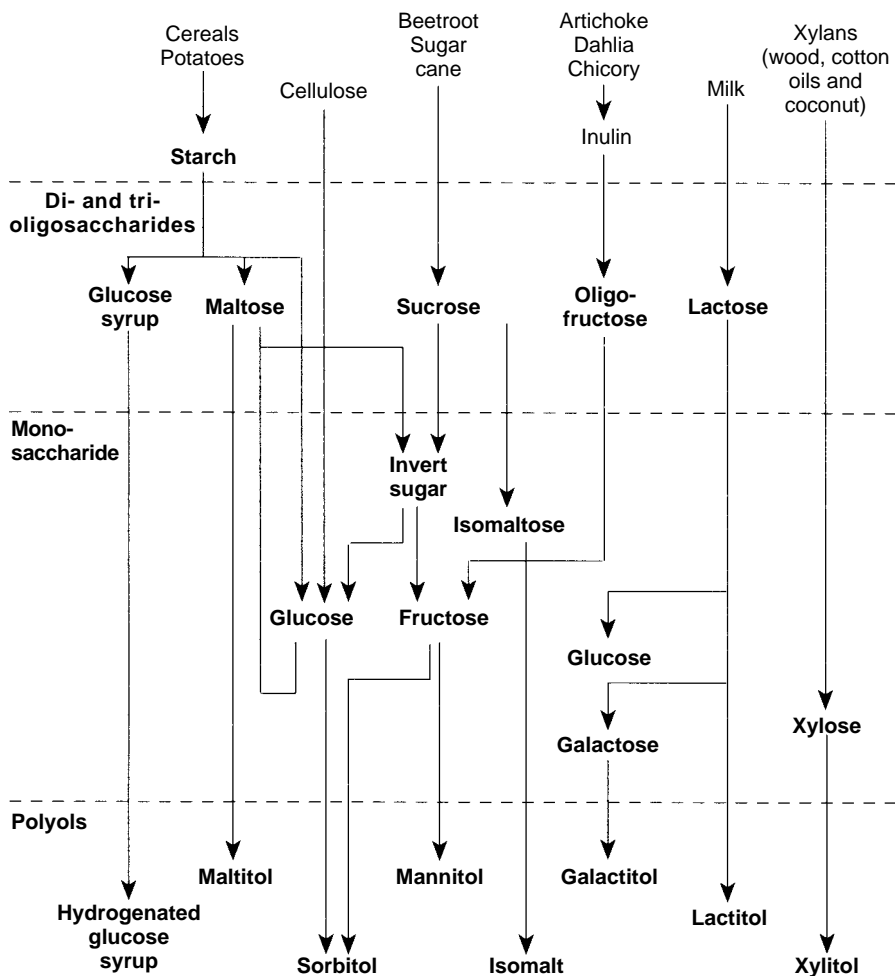 Cereals
Potatoes
Cellulose
Beetroot
Sugar
cane
Artichoke
Dahlia
Chicory
Inulin
Milk
Xylans
(wood, cotton
oils and
coconut)
Starch
Di- and tri-
oligosaccharides
Glucose
syrup
Maltose
Sucrose
Oligo-
fructose
Lactose
Mono-
saccharide
Invert
sugar
Isomaltose
Glucose
Fructose
Glucose
Galactose
Xylose
Polyols
Maltitol
Mannitol
Galactitol
Hydrogenated
glucose
syrup
Sorbitol
Isomalt
Lactitol
Xylitol